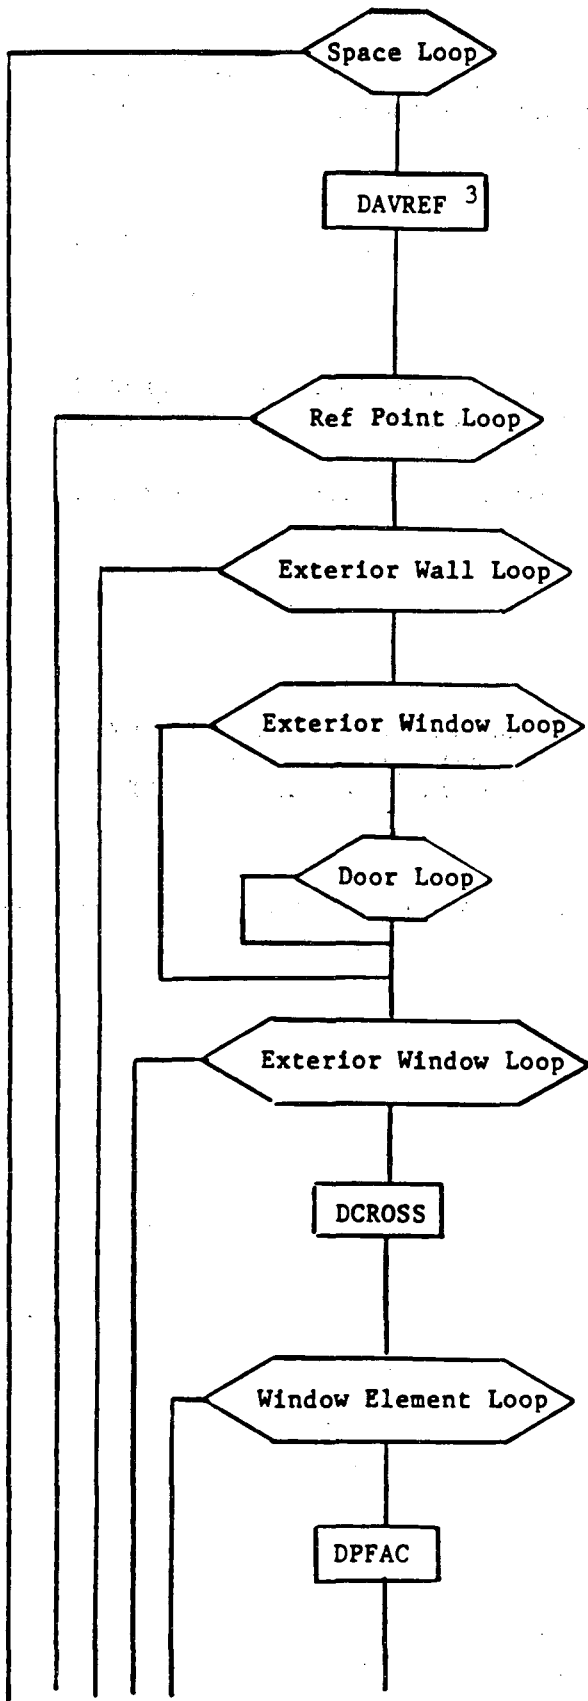 Space Loop
DAVREF 3
Ref Point Loop
Exterior Wall Loop
Exterior Window Loop
Door Loop
Exterior Window Loop
DCROSS
Window Element Loop
DPFAC